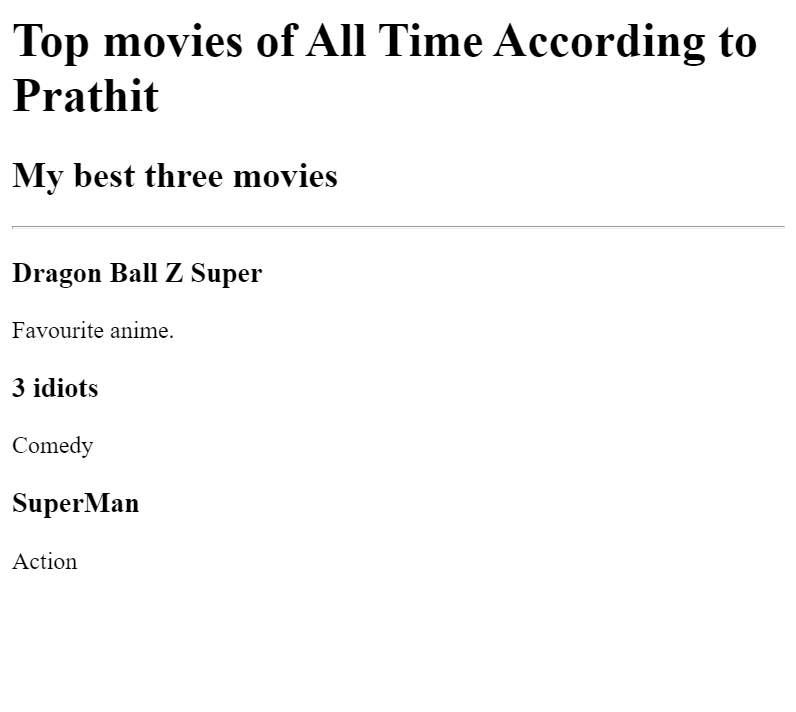 Top movies of All Time According to
Prathit
My best three movies
Dragon Ball Z Super
Favourite anime.
3 idiots
Comedy
SuperMan
Action